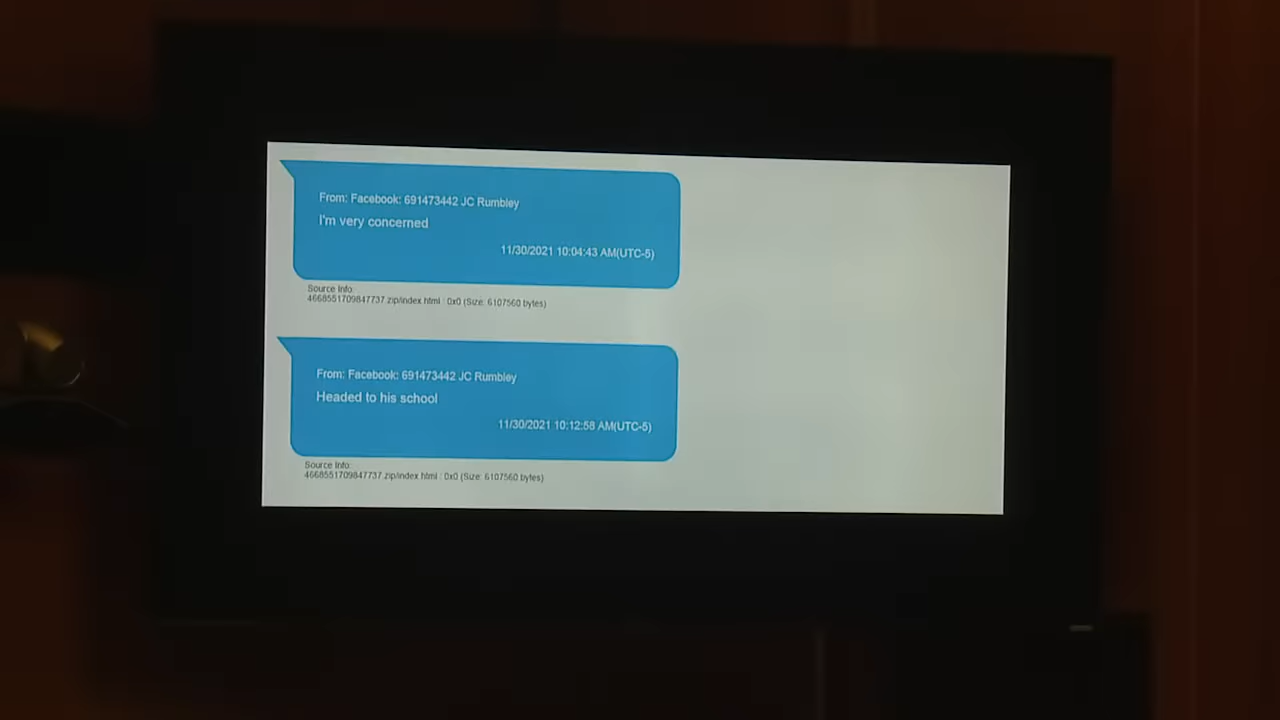 From: Facebook: 691473442 JC Rumbley
I'm very concerned
11/30/2021 10:04:43 AM(UTC-5)
Source Info:
4668551709847737.zip/index.html : 0x0 (Size: 6107560 bytes)
From: Facebook: 691473442 JC Rumbley
Headed to his school
11/30/2021 10:12:58 AM(UTC-5)
Source Info:
4668551709847737.zip/index.html : 0x0 (Size: 6107560 bytes)